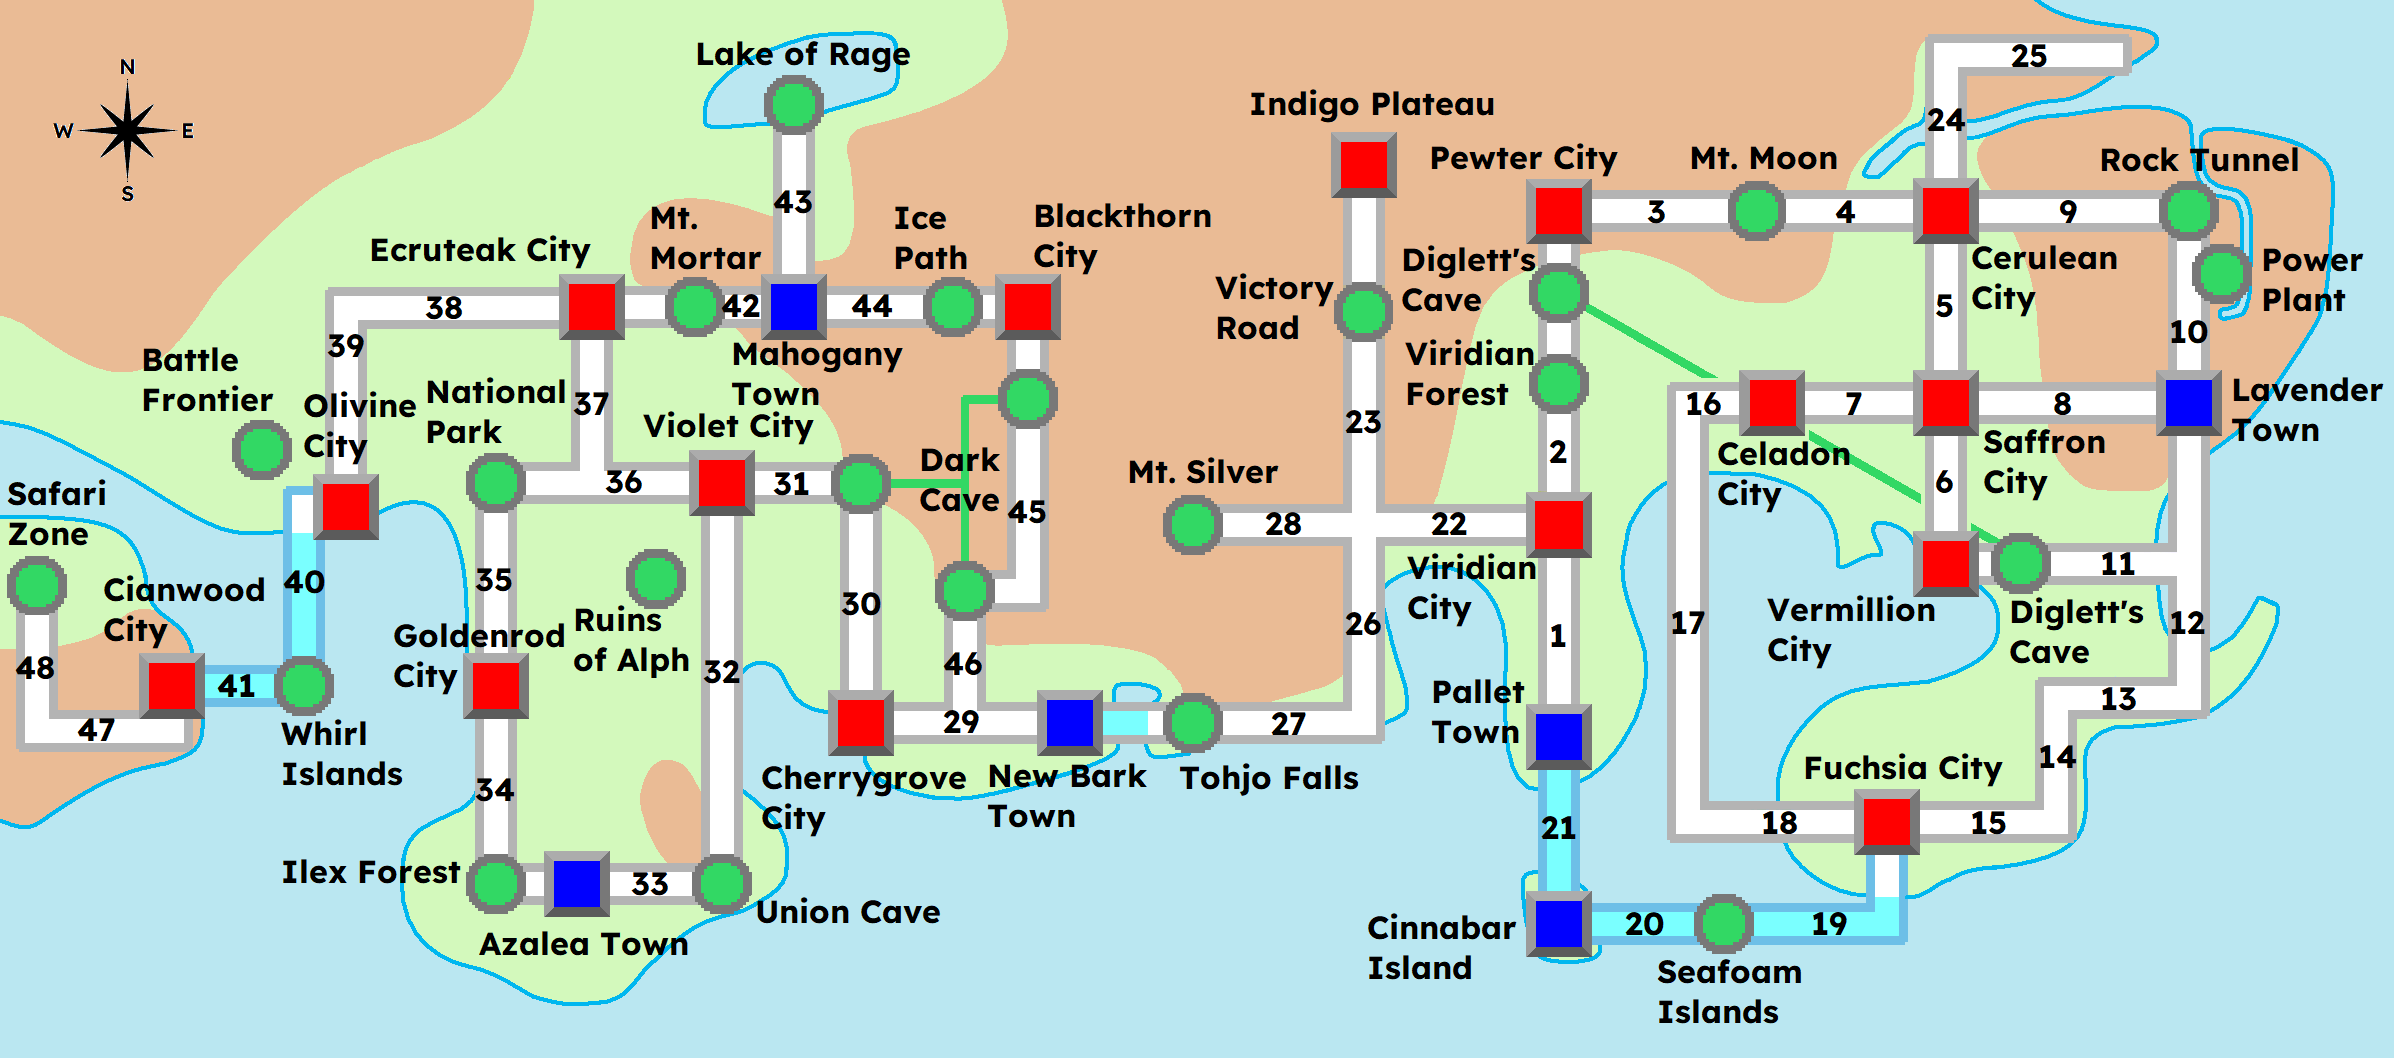 N
W E
S
Lake of Rage
Indigo Plateau
25
24
Pewter City
Mt. Moon
Rock Tunnel
43
3
4
9
Mt.
Mortar
Ice
Path
Blackthorn
City
Ecruteak City
Diglett's
Cave
Cerulean
City
Power
Plant
Victory
Road
38
42
44
5
10
39
Battle
Frontier
Olivine
City
National
Park
37
Mahogany
Town
Violet City
Viridian
Forest
23
2
16
7
8
Lavender
Town
Celadon
City
Saffron
City
6
Safari
Zone
36
31
Dark
Cave
45
Mt. Silver
28
22
Viridian
City
Cianwood
City
40
35
Ruins
of Alph
30
26
1
17
11
12
Vermillion
City
Diglett's
Cave
Goldenrod
City
48
41
32
46
47
Whirl
Islands
29
27
Pallet
Town
13
14
Cherrygrove
City
New Bark
Town
Tohjo Falls
Fuchsia City
34
21
18
15
Ilex Forest
33
Union Cave
Azalea Town
Cinnabar
Island
20
19
Seafoam
Islands